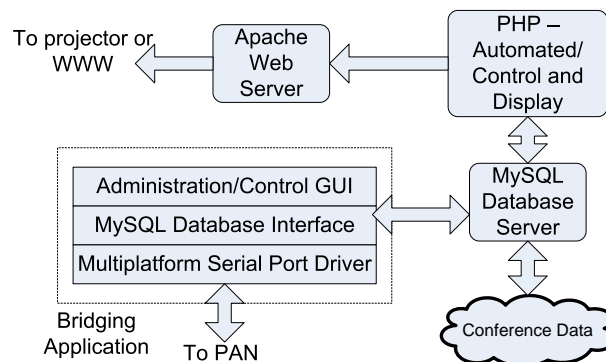 To projector or
WWW
Apache
Web
Server
PHP –
Automated/
Control and
Display
Administration/Control GUI
MySQL Database Interface
Multiplatform Serial Port Driver
MySQL
Database
Server
Bridging
Application
To PAN
Conference Data